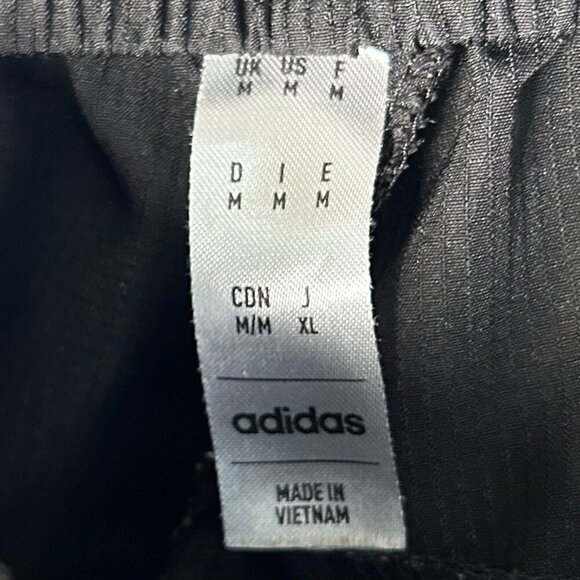 UK US F
M M M
D I E
M M M
CDN J
M/M XL
adidas
MADE IN
VIETNAM